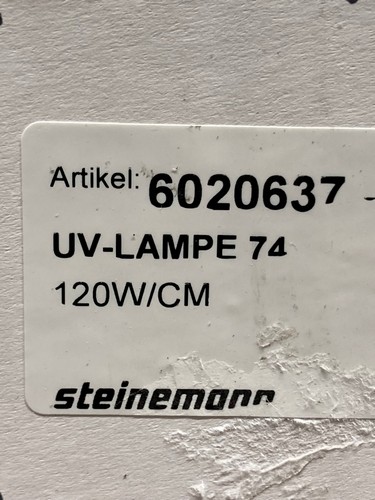 Artikel: 6020637 -
UV-LAMPE 74
120W/CM
steinemann